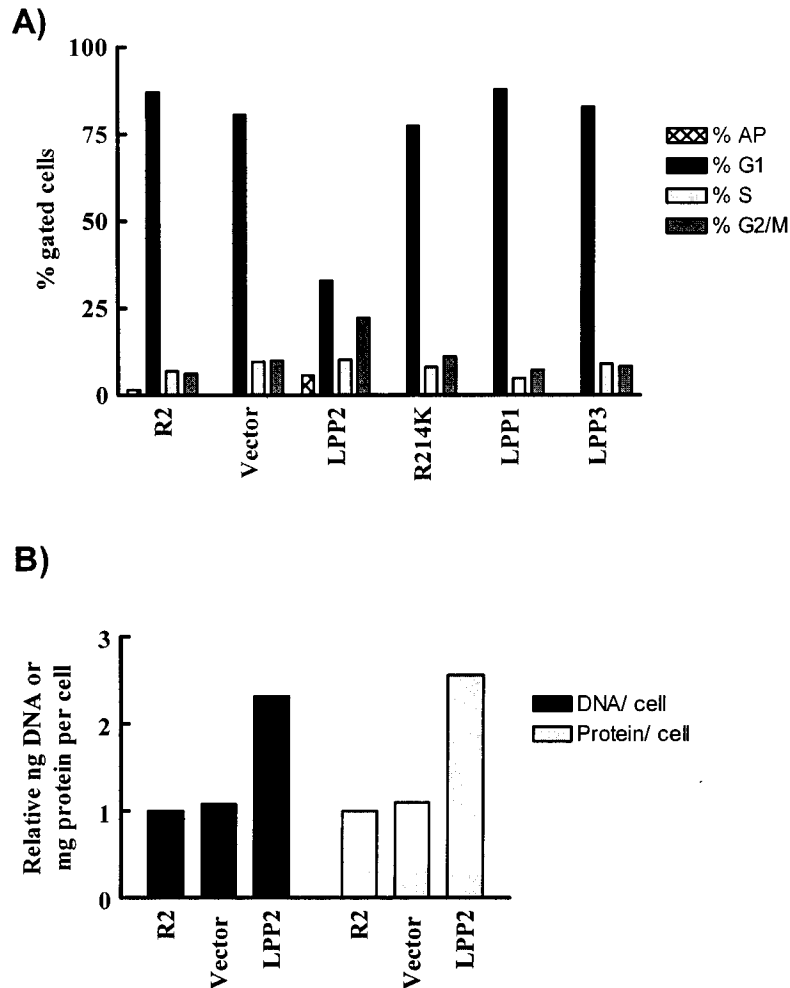 A)
100
75
50
25
0
% gated cells
R2
Vector
LPP2
R214K
LPP1
LPP3
% AP
% G1
% S
% G2/M
B)
3
2
1
0
Relative ng DNA or
mg protein per cell
R2
Vector
LPP2
R2
Vector
LPP2
DNA/ cell
Protein/ cell